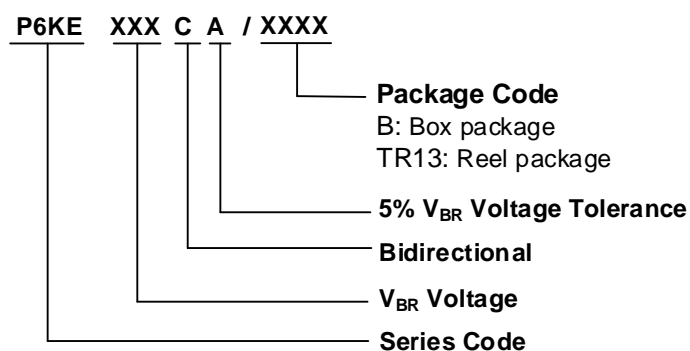 P6KE XXX C A / XXXX
Package Code
B: Box package
TR13: Reel package
5% VBR Voltage Tolerance
Bidirectional
VBR Voltage
Series Code